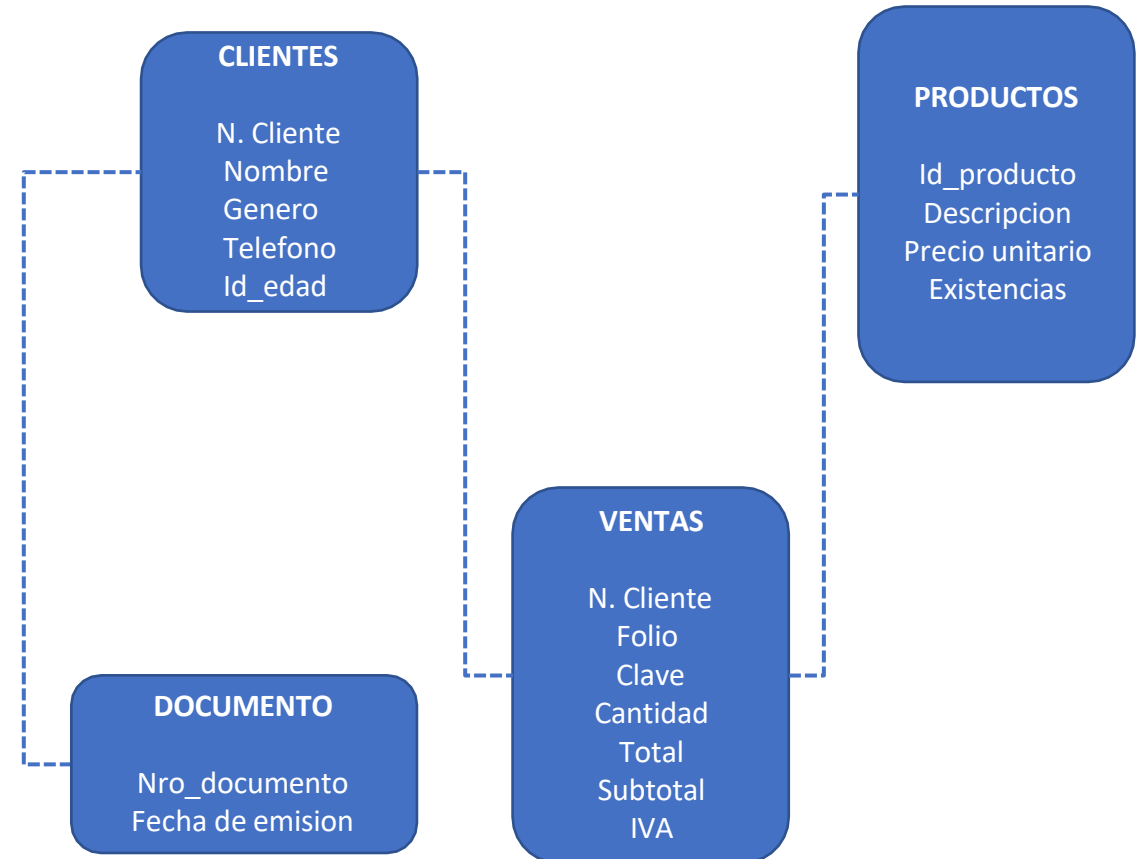 CLIENTES
N. Cliente
Nombre
Genero
Telefono
Id_edad
PRODUCTOS
Id_producto
Descripcion
Precio unitario
Existencias
VENTAS
N. Cliente
Folio
Clave
Cantidad
Total
Subtotal
IVA
DOCUMENTO
Nro_documento
Fecha de emision